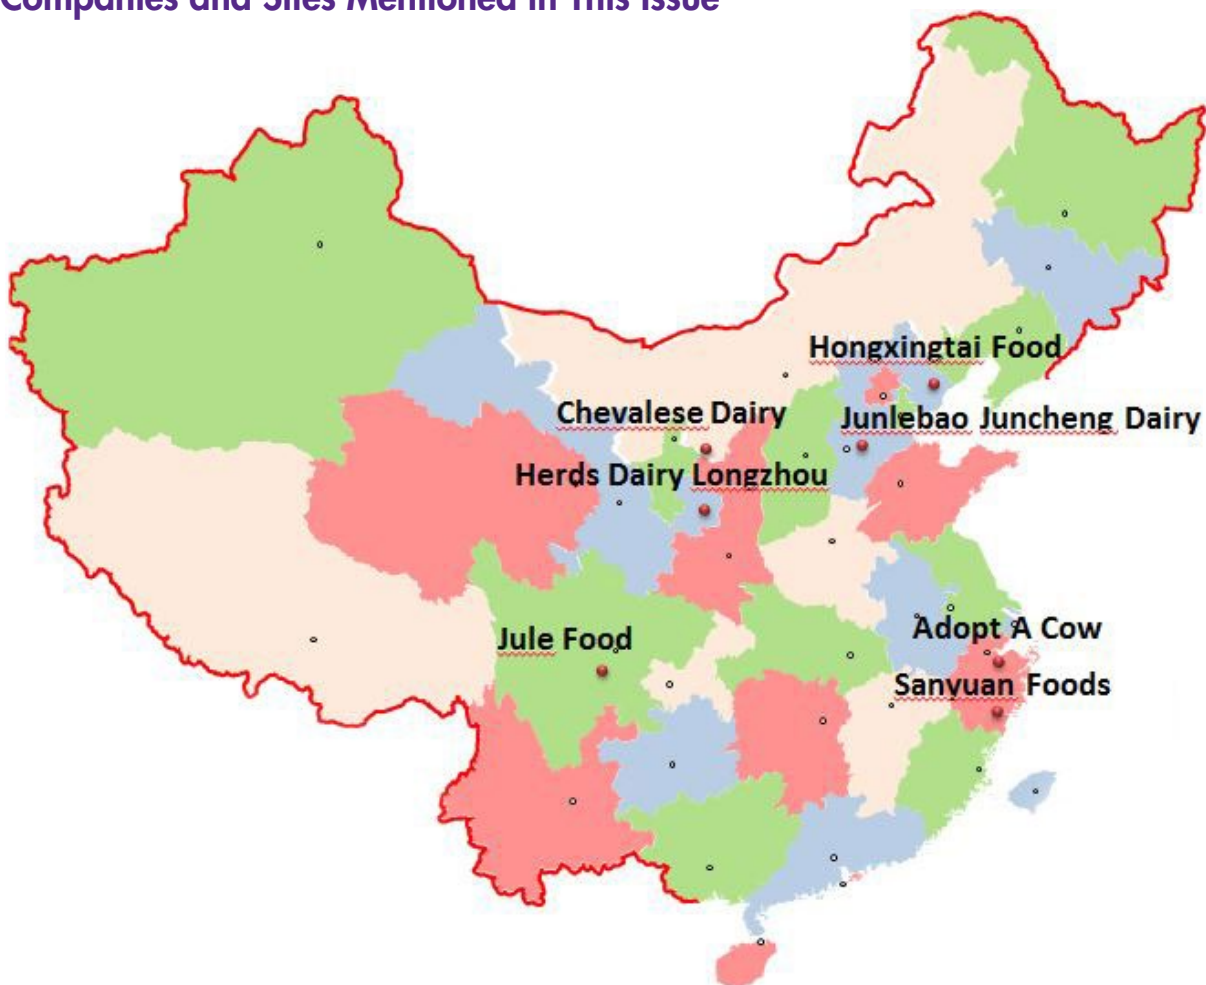 Companies and Sites Mentioned in This Issue
Hongxingtai Food
Chevalese Dairy
Junlebao Juncheng Dairy
Herds Dairy Longzhou
Adopt A Cow
Jule Food
Sanyuan Foods